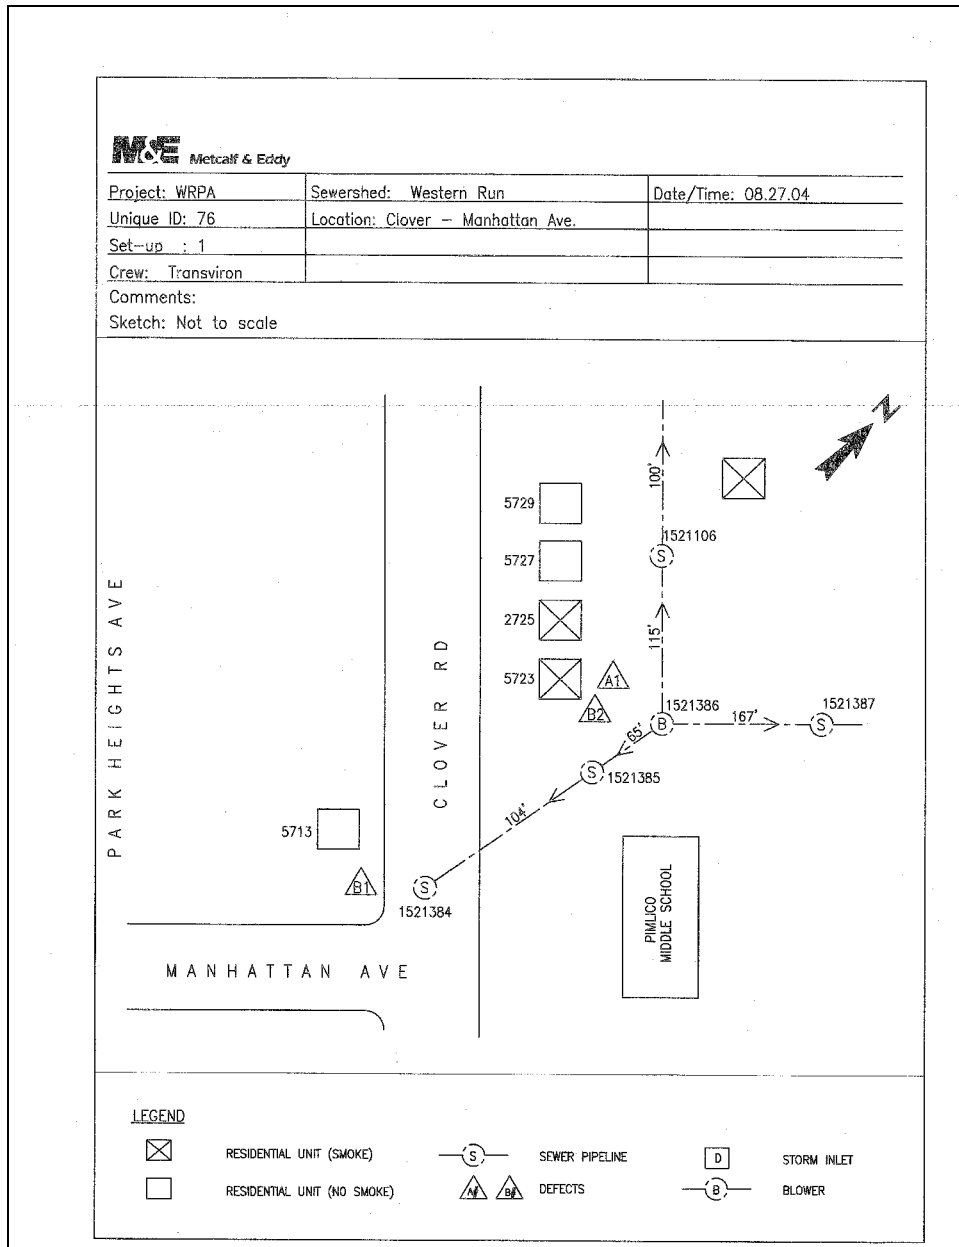 M&E Metcalf & Eddy
Project: WRPA Sewershed: Western Run Date/Time: 08.27.04
Unique ID: 76 Location: Clover - Manhattan Ave.
Set-up : 1
Crew: Transviron
Comments:
Sketch: Not to scale
N
100'
5729
1521106
S
5727
PARK HEIGHTS AVE
2725
115'
CLOVER RD
5723
A1
B2
1521386
B
167'
1521387
S
65'
S
1521385
104'
5713
B1
S
1521384
PIMLICO
MIDDLE SCHOOL
MANHATTAN AVE
LEGEND
RESIDENTIAL UNIT (SMOKE)
S
SEWER PIPELINE
D
STORM INLET
RESIDENTIAL UNIT (NO SMOKE)
A# B#
DEFECTS
B
BLOWER